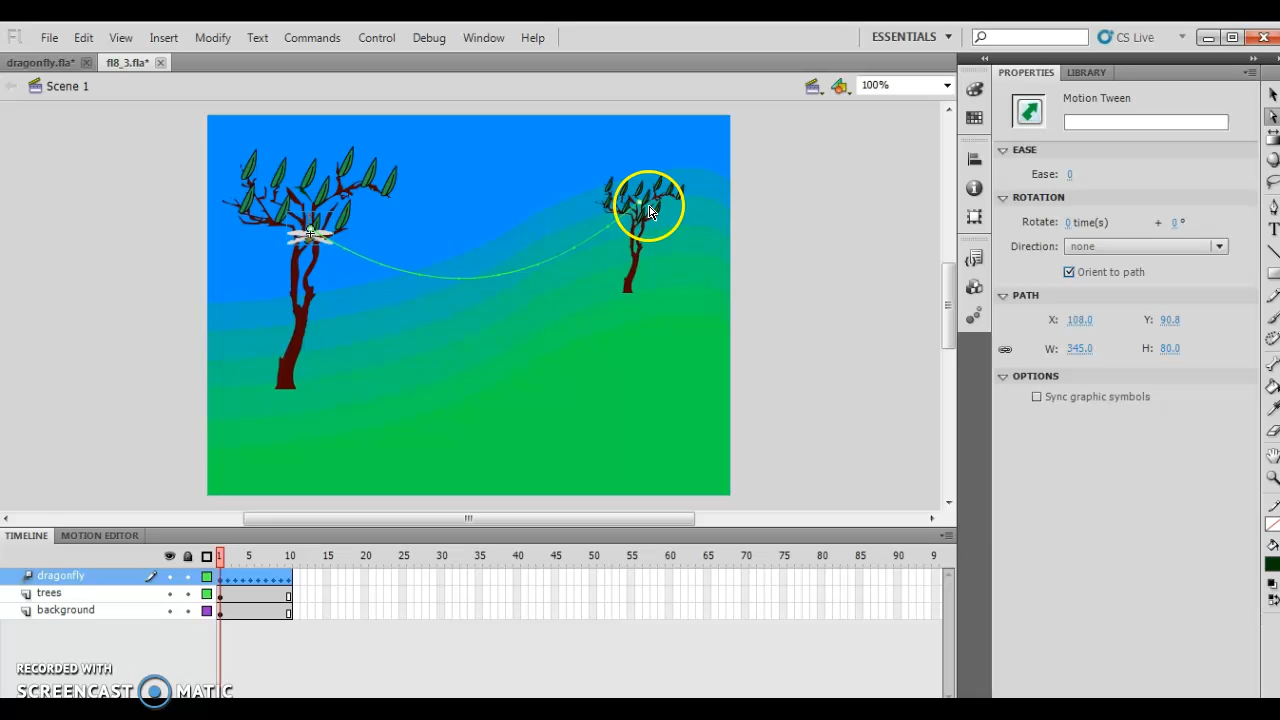 Fl File Edit View Insert Modify Text Commands Control Debug Window Help ESSENTIALS CS Live
dragonfly.fla* fl8_3.fla*
Scene 1 100%
PROPERTIES LIBRARY
Motion Tween
EASE
Ease: 0
ROTATION
Rotate: 0 time(s) + 0 °
Direction: none
Orient to path
PATH
X: 108.0 Y: 90.8
W: 345.0 H: 80.0
OPTIONS
Sync graphic symbols
TIMELINE MOTION EDITOR
1 5 10 15 20 25 30 35 40 45 50 55 60 65 70 75 80 85 90 9
dragonfly
trees
background
RECORDED WITH
SCREENCAST MATIC